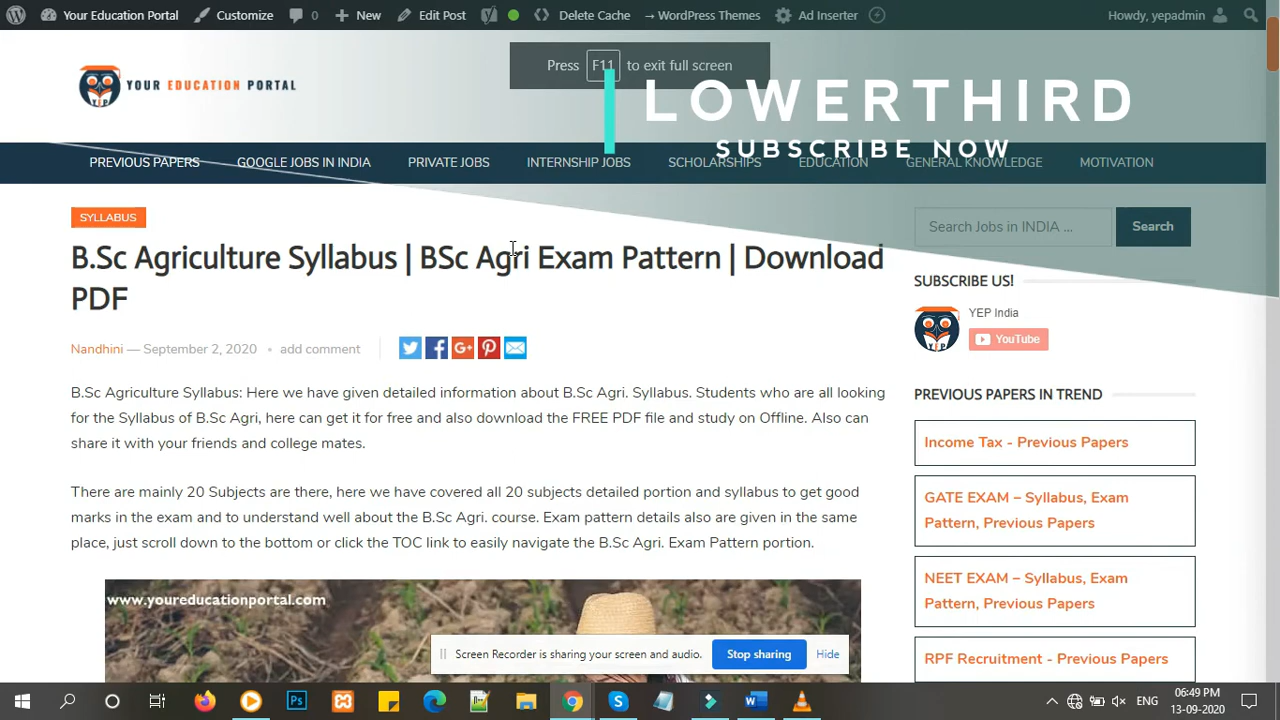 Your Education Portal Customize 0 New Edit Post Delete Cache → WordPress Themes Ad Inserter Howdy, yepadmin
Press F11 to exit full screen
YOUR EDUCATION PORTAL
YEP
LOWERTHIRD
SUBSCRIBE NOW
PREVIOUS PAPERS GOOGLE JOBS IN INDIA PRIVATE JOBS INTERNSHIP JOBS SCHOLARSHIPS EDUCATION GENERAL KNOWLEDGE MOTIVATION
SYLLABUS
B.Sc Agriculture Syllabus | BSc Agri Exam Pattern | Download
PDF
Nandhini — September 2, 2020 • add comment
B.Sc Agriculture Syllabus: Here we have given detailed information about B.Sc Agri. Syllabus. Students who are all looking
for the Syllabus of B.Sc Agri, here can get it for free and also download the FREE PDF file and study on Offline. Also can
share it with your friends and college mates.
There are mainly 20 Subjects are there, here we have covered all 20 subjects detailed portion and syllabus to get good
marks in the exam and to understand well about the B.Sc Agri. course. Exam pattern details also are given in the same
place, just scroll down to the bottom or click the TOC link to easily navigate the B.Sc Agri. Exam Pattern portion.
www.youreducationportal.com
Search Jobs in INDIA ... Search
SUBSCRIBE US!
YEP India
YouTube
PREVIOUS PAPERS IN TREND
Income Tax - Previous Papers
GATE EXAM – Syllabus, Exam
Pattern, Previous Papers
NEET EXAM – Syllabus, Exam
Pattern, Previous Papers
RPF Recruitment - Previous Papers
Screen Recorder is sharing your screen and audio. Stop sharing Hide
ENG 06:49 PM
13-09-2020